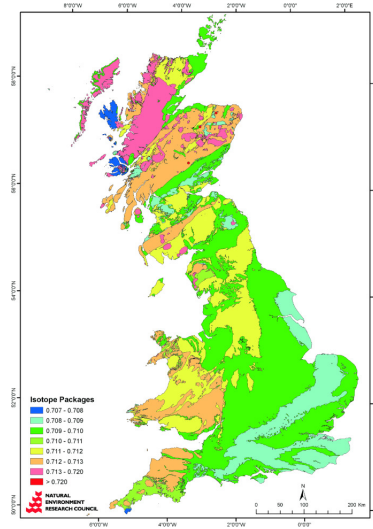 8°0'0"W 6°0'0"W 4°0'0"W 2°0'0"W 0°0'0" 2°0'0"E
58°0'0"N
56°0'0"N
54°0'0"N
52°0'0"N
50°0'0"N
Isotope Packages
0.707 - 0.708
0.708 - 0.709
0.709 - 0.710
0.710 - 0.711
0.711 - 0.712
0.712 - 0.713
0.713 - 0.720
> 0.720
NATURAL
ENVIRONMENT
RESEARCH COUNCIL
N
0 50 100 200 Km
6°0'0"W 4°0'0"W 2°0'0"W 0°0'0"